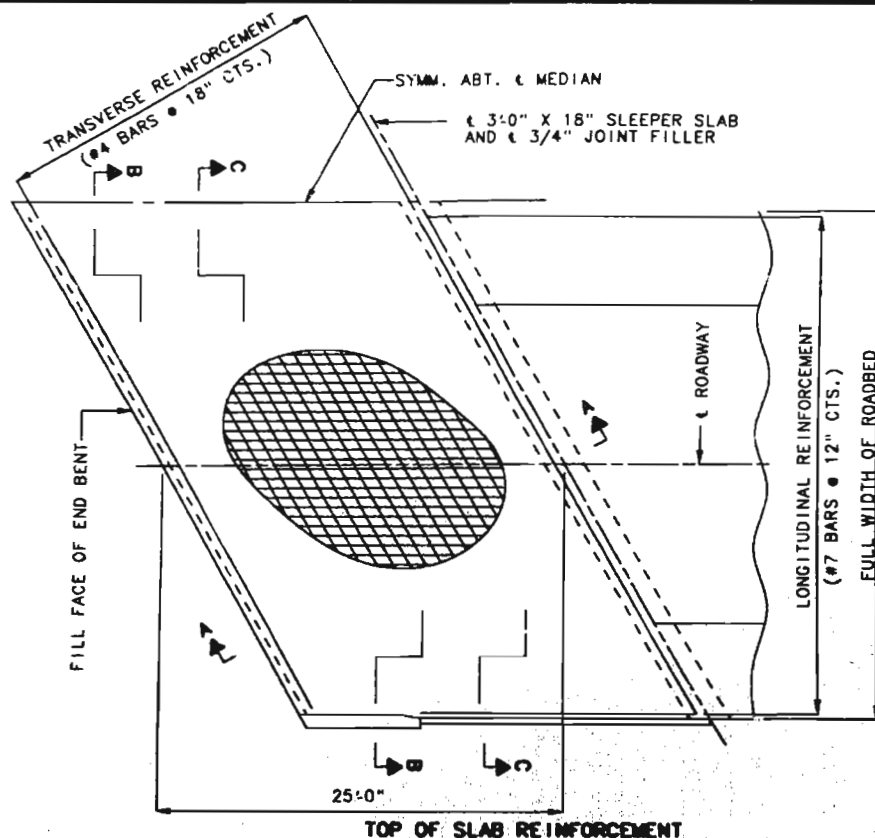 TRANSVERSE REINFORCEMENT
(#4 BARS @ 18" CTS.)
SYMM. ABT. ℄ MEDIAN
℄ 3'-0" X 18" SLEEPER SLAB
AND ℄ 3/4" JOINT FILLER
B
C
℄ ROADWAY
LONGITUDINAL REINFORCEMENT
(#7 BARS @ 12" CTS.)
FULL WIDTH OF ROADBED
A
FILL FACE OF END BENT
A
B
C
25'-0"
TOP OF SLAB REINFORCEMENT